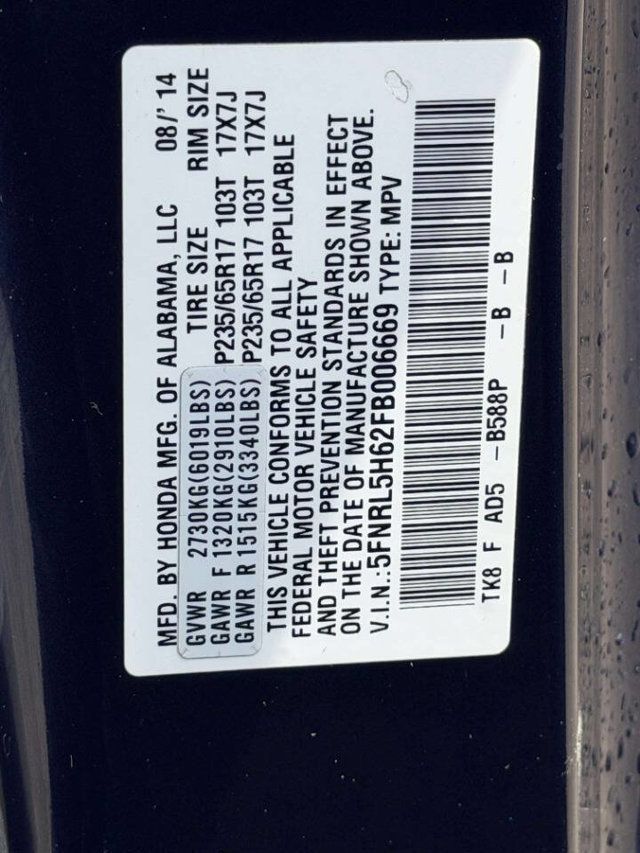 MFD. BY HONDA MFG. OF ALABAMA, LLC 08/'14
GVWR 2730KG(6019LBS) TIRE SIZE RIM SIZE
GAWR F 1320KG(2910LBS) P235/65R17 103T 17X7J
GAWR R 1515KG(3340LBS) P235/65R17 103T 17X7J
THIS VEHICLE CONFORMS TO ALL APPLICABLE
FEDERAL MOTOR VEHICLE SAFETY
AND THEFT PREVENTION STANDARDS IN EFFECT
ON THE DATE OF MANUFACTURE SHOWN ABOVE.
V.I.N.:5FNRL5H62FB006669 TYPE: MPV
TK8 F AD5 -B588P -B -B